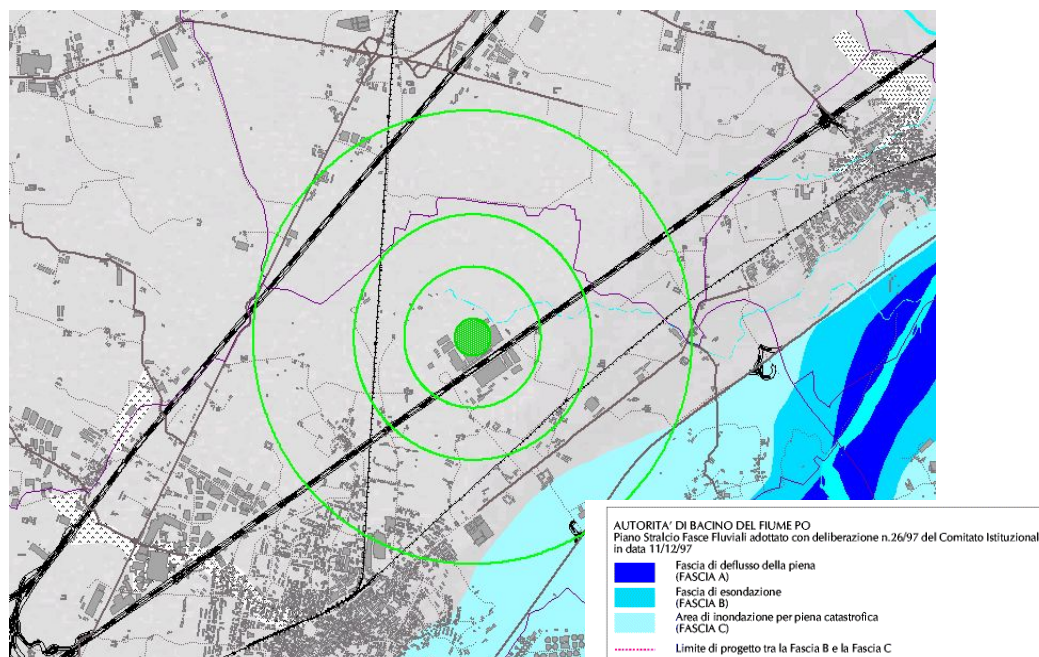 AUTORITA' DI BACINO DEL FIUME PO
Piano Stralcio Fasce Fluviali adottato con deliberazione n.26/97 del Comitato Istituzional
in data 11/12/97
Fascia di deflusso della piena
(FASCIA A)
Fascia di esondazione
(FASCIA B)
Area di inondazione per piena catastrofica
(FASCIA C)
Limite di progetto tra la Fascia B e la Fascia C